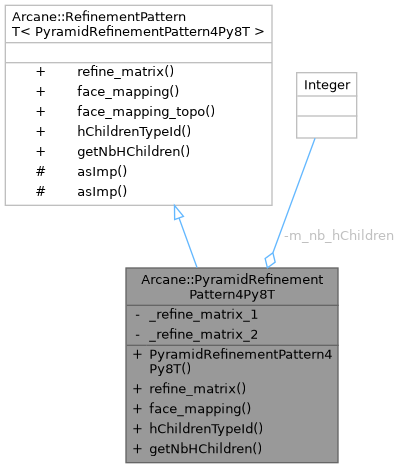 Arcane::RefinementPattern
T< PyramidRefinementPattern4Py8T >
+ refine_matrix()
+ face_mapping()
+ face_mapping_topo()
+ hChildrenTypeId()
+ getNbHChildren()
# asImp()
# asImp()
Integer
-m_nb_hChildren
Arcane::PyramidRefinement
Pattern4Py8T
- _refine_matrix_1
- _refine_matrix_2
+ PyramidRefinementPattern4
Py8T()
+ refine_matrix()
+ face_mapping()
+ hChildrenTypeId()
+ getNbHChildren()